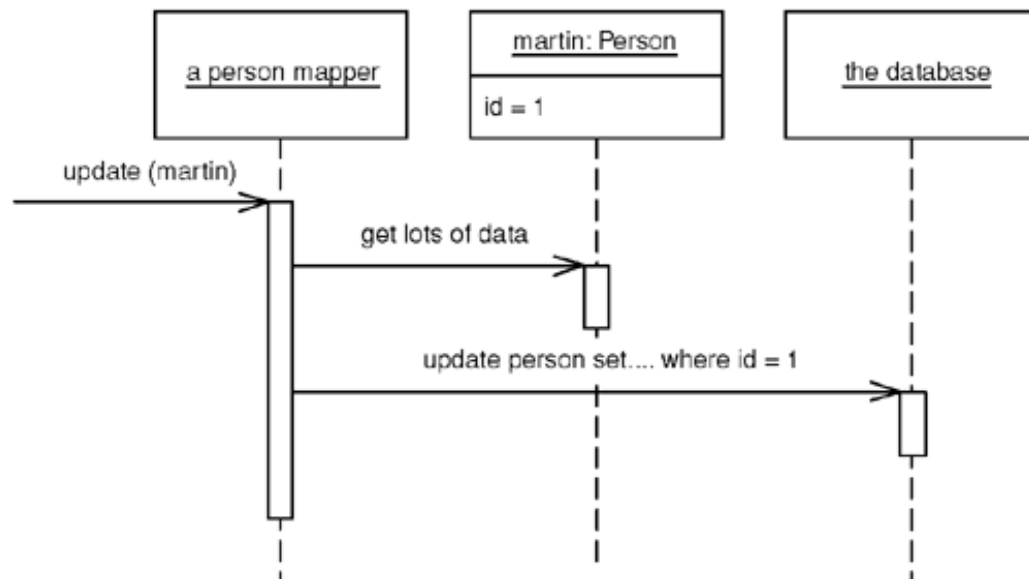 a person mapper
martin: Person
id = 1
the database
update (martin)
get lots of data
update person set.... where id = 1